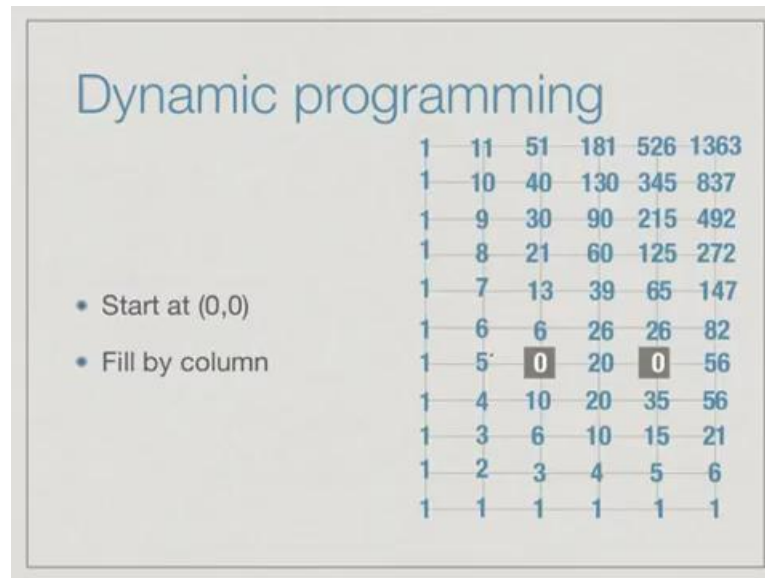 Dynamic programming
1 11 51 181 526 1363
1 10 40 130 345 837
1 9 30 90 215 492
1 8 21 60 125 272
• Start at (0,0)
1 7 13 39 65 147
1 6 6 26 26 82
• Fill by column
1 5 0 20 0 56
1 4 10 20 35 56
1 3 6 10 15 21
1 2 3 4 5 6
1 1 1 1 1 1